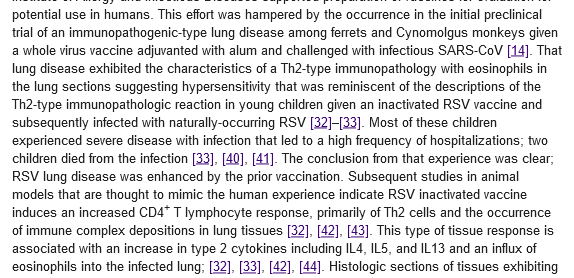 potential use in humans. This effort was hampered by the occurrence in the initial preclinical
trial of an immunopathogenic-type lung disease among ferrets and Cynomolgus monkeys given
a whole virus vaccine adjuvanted with alum and challenged with infectious SARS-CoV [14]. That
lung disease exhibited the characteristics of a Th2-type immunopathology with eosinophils in
the lung sections suggesting hypersensitivity that was reminiscent of the descriptions of the
Th2-type immunopathologic reaction in young children given an inactivated RSV vaccine and
subsequently infected with naturally-occurring RSV [32]–[33]. Most of these children
experienced severe disease with infection that led to a high frequency of hospitalizations; two
children died from the infection [33], [40], [41]. The conclusion from that experience was clear;
RSV lung disease was enhanced by the prior vaccination. Subsequent studies in animal
models that are thought to mimic the human experience indicate RSV inactivated vaccine
induces an increased CD4+ T lymphocyte response, primarily of Th2 cells and the occurrence
of immune complex depositions in lung tissues [32], [42], [43]. This type of tissue response is
associated with an increase in type 2 cytokines including IL4, IL5, and IL13 and an influx of
eosinophils into the infected lung; [32], [33], [42], [44]. Histologic sections of tissues exhibiting